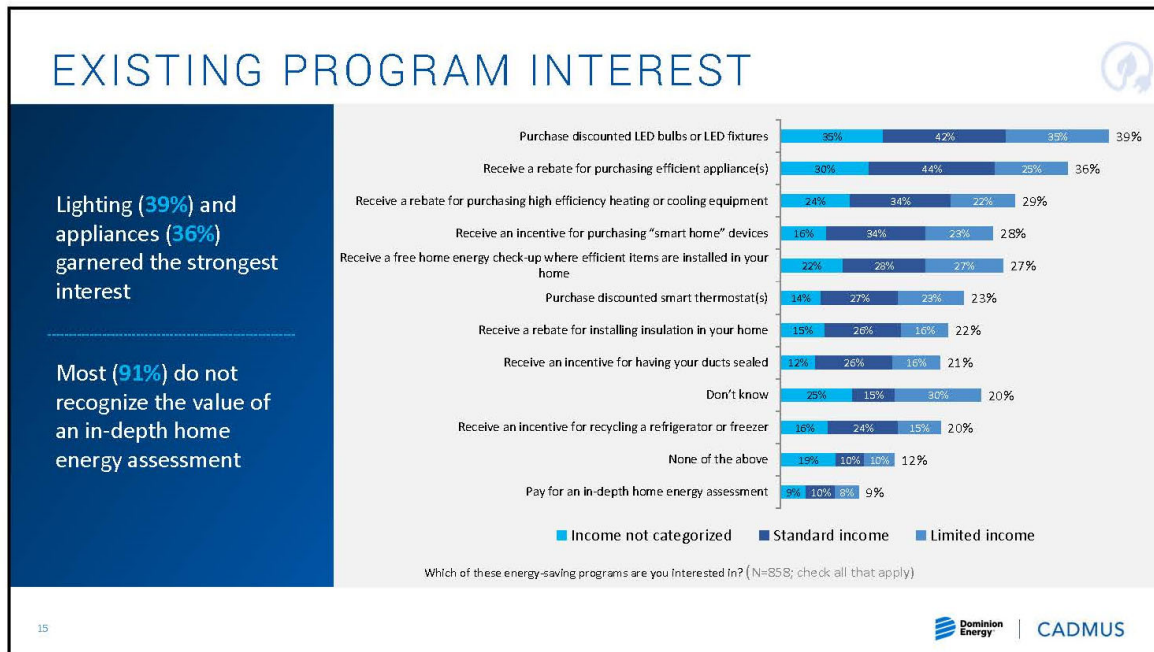 EXISTING PROGRAM INTEREST
Lighting (39%) and
appliances (36%)
garnered the strongest
interest
Most (91%) do not
recognize the value of
an in-depth home
energy assessment
Purchase discounted LED bulbs or LED fixtures 35% 42% 35% 39%
Receive a rebate for purchasing efficient appliance(s) 30% 44% 25% 36%
Receive a rebate for purchasing high efficiency heating or cooling equipment 24% 34% 22% 29%
Receive an incentive for purchasing “smart home” devices 16% 34% 23% 28%
Receive a free home energy check-up where efficient items are installed in your
home 22% 28% 27% 27%
Purchase discounted smart thermostat(s) 14% 27% 23% 23%
Receive a rebate for installing insulation in your home 15% 26% 16% 22%
Receive an incentive for having your ducts sealed 12% 26% 16% 21%
Don’t know 25% 15% 30% 20%
Receive an incentive for recycling a refrigerator or freezer 16% 24% 15% 20%
None of the above 19% 10% 10% 12%
Pay for an in-depth home energy assessment 9% 10% 8% 9%
Income not categorized Standard income Limited income
Which of these energy-saving programs are you interested in? (N=858; check all that apply)
15
Dominion
Energy
CADMUS